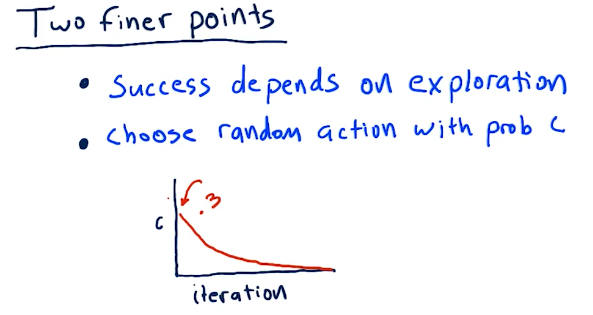 Two finer points
• Success depends on exploration
• choose random action with prob c
.3
c
iteration